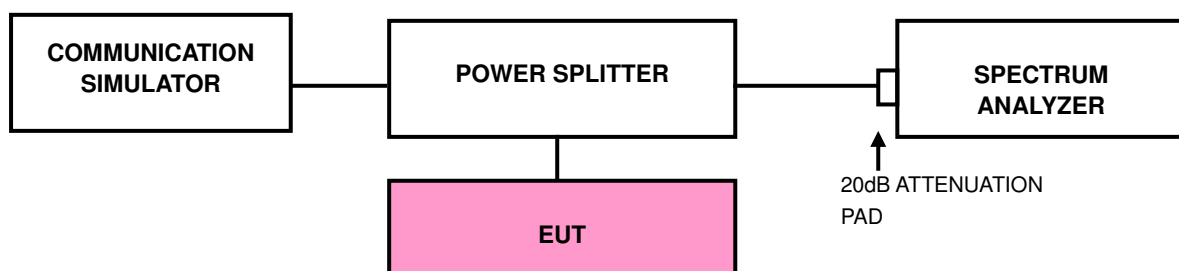 COMMUNICATION
SIMULATOR
POWER SPLITTER
SPECTRUM
ANALYZER
20dB ATTENUATION
PAD
EUT